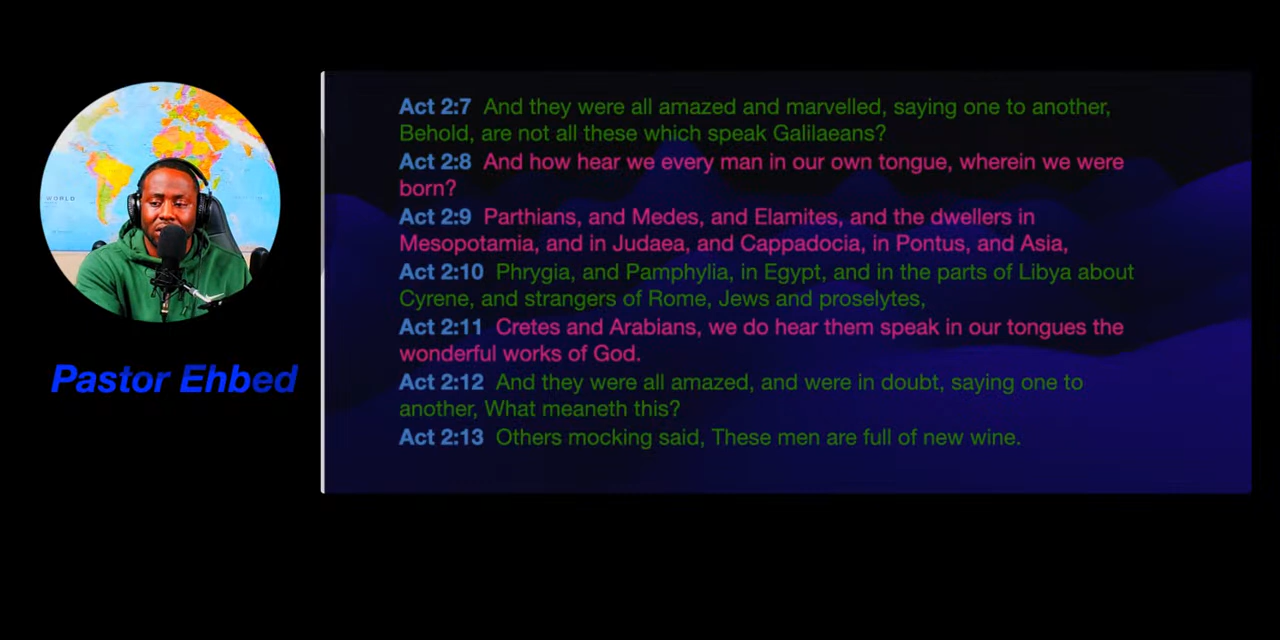 WORLD
Pastor Ehbed
Act 2:7 And they were all amazed and marvelled, saying one to another,
Behold, are not all these which speak Galilaeans?
Act 2:8 And how hear we every man in our own tongue, wherein we were
born?
Act 2:9 Parthians, and Medes, and Elamites, and the dwellers in
Mesopotamia, and in Judaea, and Cappadocia, in Pontus, and Asia,
Act 2:10 Phrygia, and Pamphylia, in Egypt, and in the parts of Libya about
Cyrene, and strangers of Rome, Jews and proselytes,
Act 2:11 Cretes and Arabians, we do hear them speak in our tongues the
wonderful works of God.
Act 2:12 And they were all amazed, and were in doubt, saying one to
another, What meaneth this?
Act 2:13 Others mocking said, These men are full of new wine.